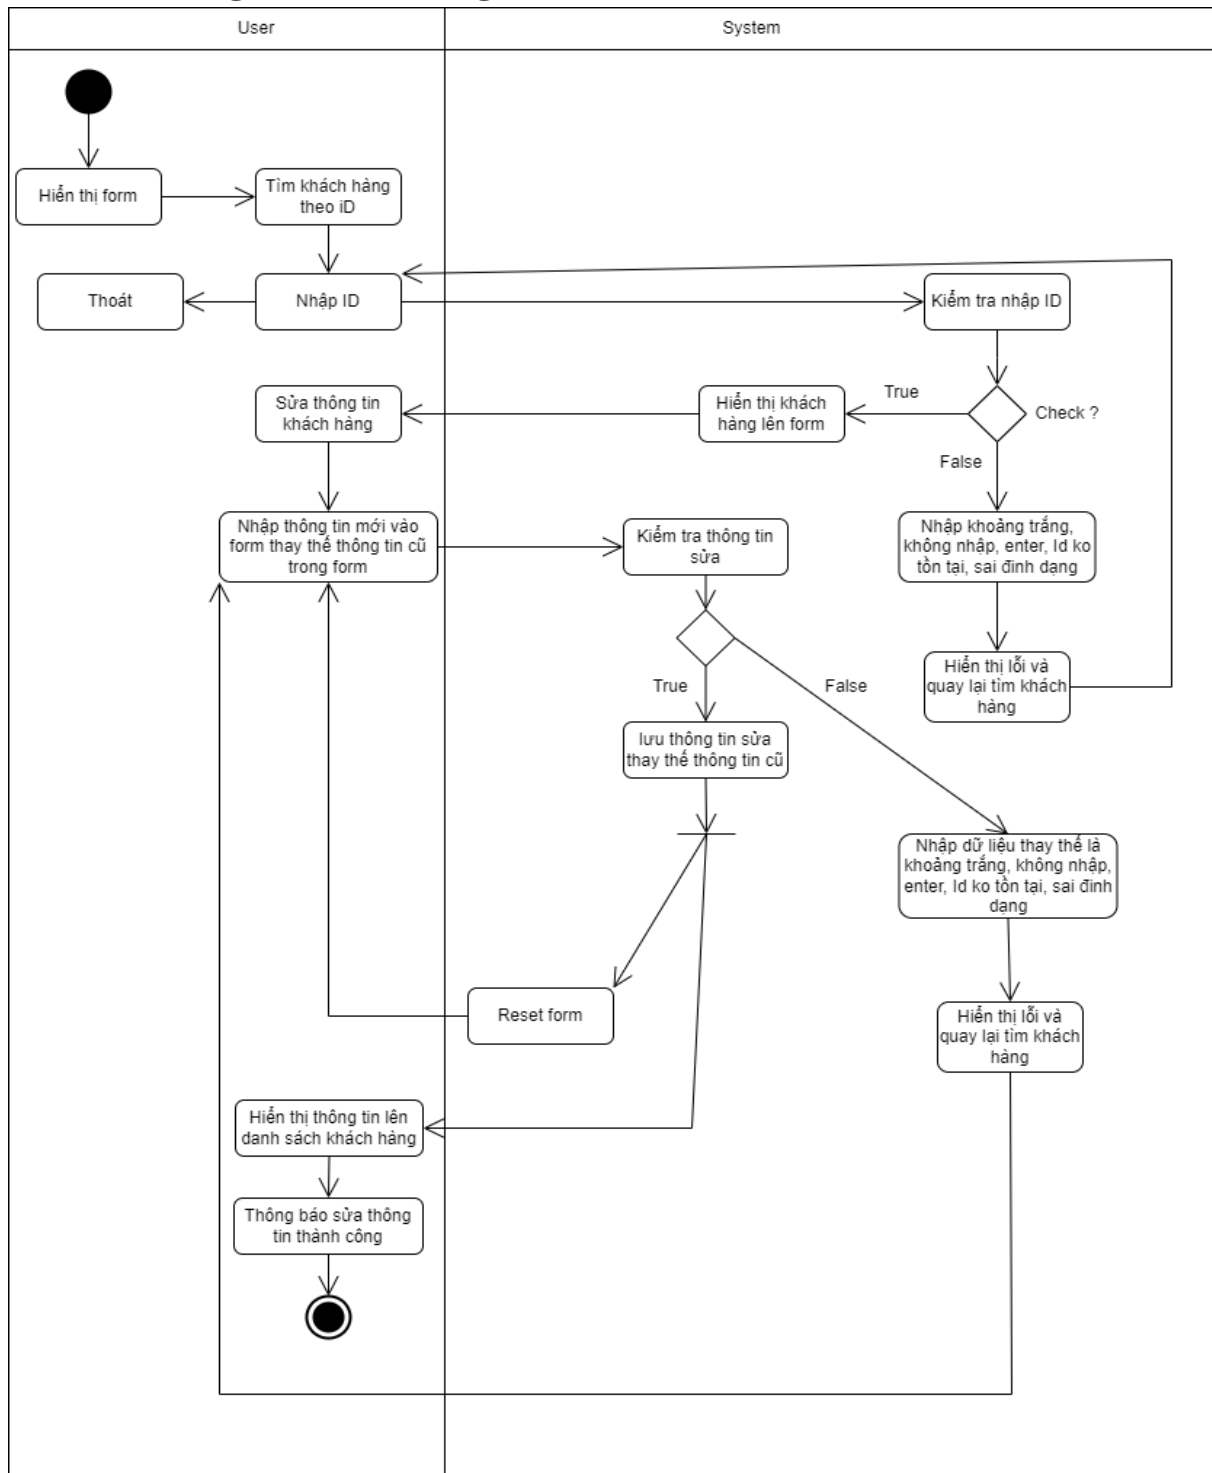 User
System
Hiển thị form
Tìm khách hàng
theo iD
Thoát
Nhập ID
Kiểm tra nhập ID
Sửa thông tin
khách hàng
Hiển thị khách
hàng lên form
True
Check ?
False
Nhập thông tin mới vào
form thay thế thông tin cũ
trong form
Kiểm tra thông tin
sửa
Nhập khoảng trắng,
không nhập, enter, Id ko
tồn tại, sai đinh dạng
True
False
Hiển thị lỗi và
quay lại tìm khách
hàng
lưu thông tin sửa
thay thế thông tin cũ
Nhập dữ liệu thay thế là
khoảng trắng, không nhập,
enter, Id ko tồn tại, sai đinh
dạng
Reset form
Hiển thị lỗi và
quay lại tìm khách
hàng
Hiển thị thông tin lên
danh sách khách hàng
Thông báo sửa thông
tin thành công